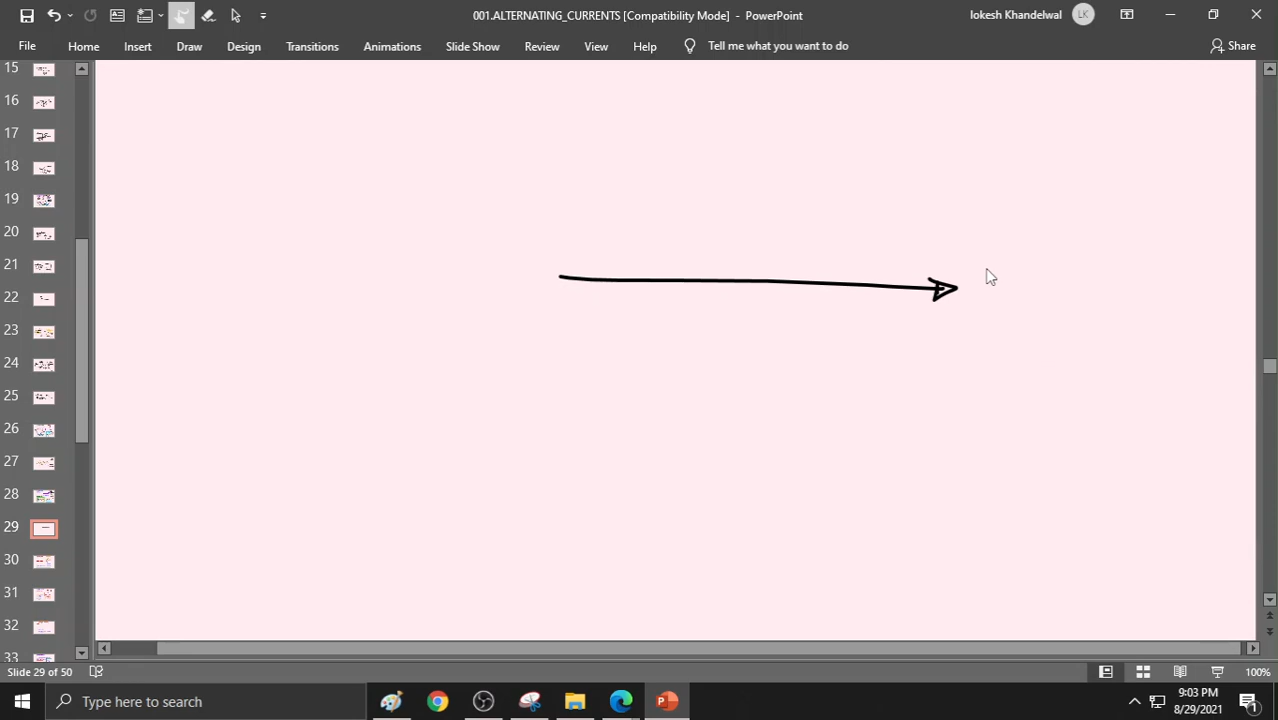 001.ALTERNATING_CURRENTS [Compatibility Mode] - PowerPoint
lokesh Khandelwal
LK
File
Home
Insert
Draw
Design
Transitions
Animations
Slide Show
Review
View
Help
Tell me what you want to do
Share
15
16
17
18
19
20
21
22
23
24
25
26
27
28
29
30
31
32
33
Slide 29 of 50
100%
Type here to search
9:03 PM
8/29/2021
1